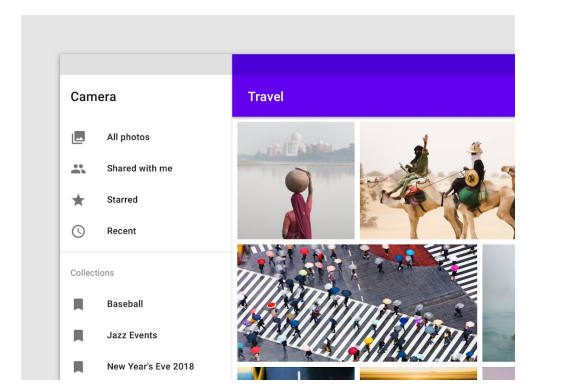 Camera
Travel
All photos
Shared with me
Starred
Recent
Collections
Baseball
Jazz Events
New Year's Eve 2018